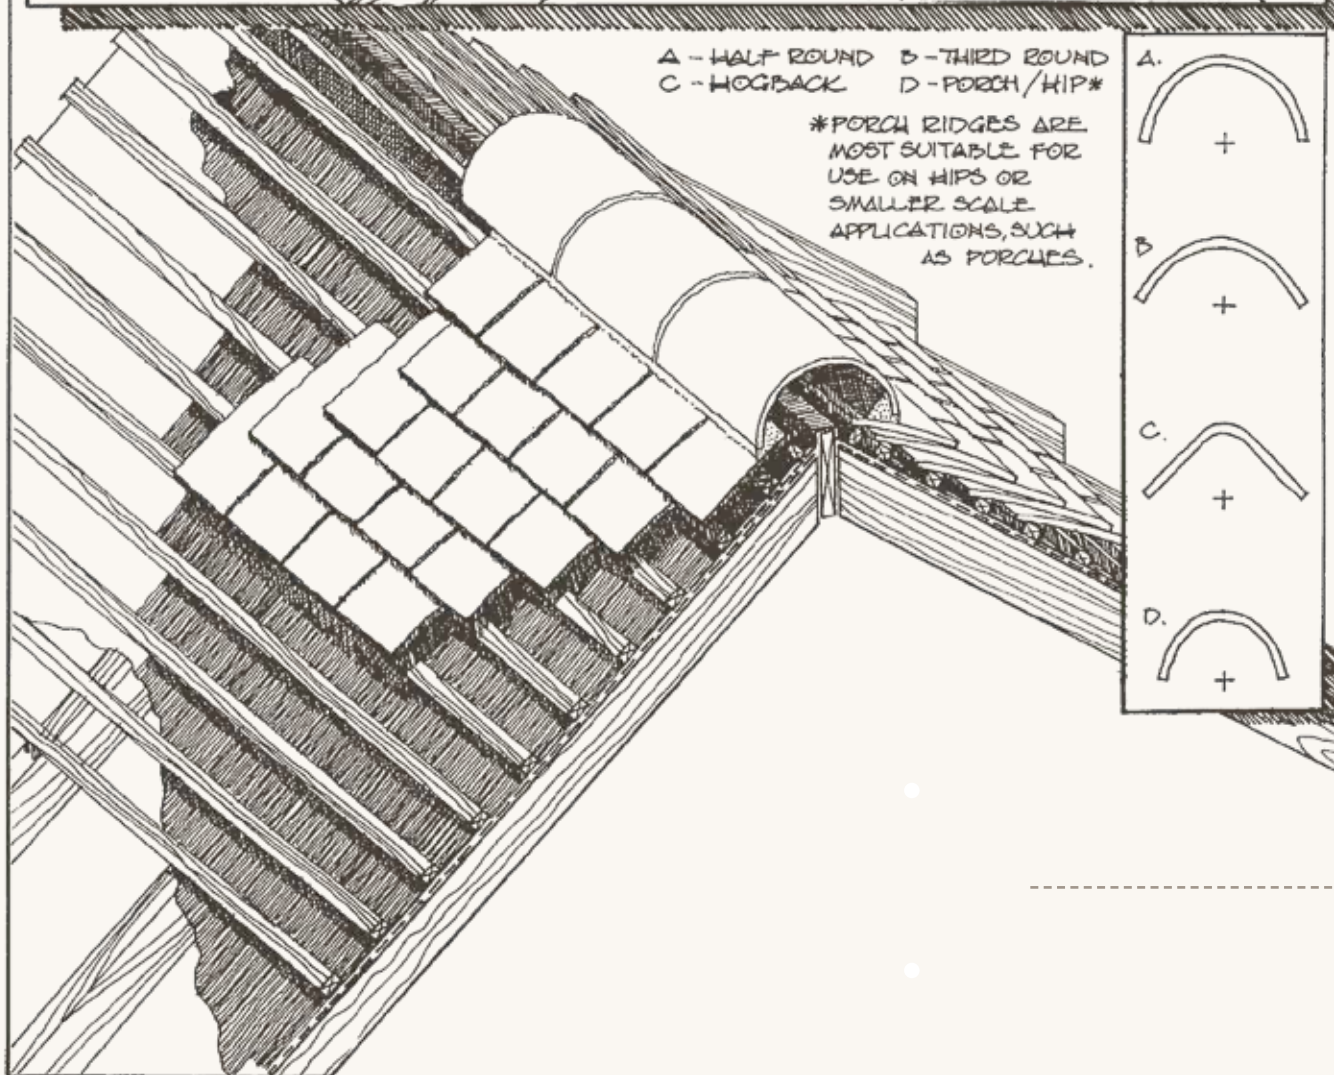 A - HALF ROUND B - THIRD ROUND
C - HOGBACK D - PORCH/HIP*
*PORCH RIDGES ARE
MOST SUITABLE FOR
USE ON HIPS OR
SMALLER SCALE
APPLICATIONS, SUCH
AS PORCHES.
A.
B
C.
D.